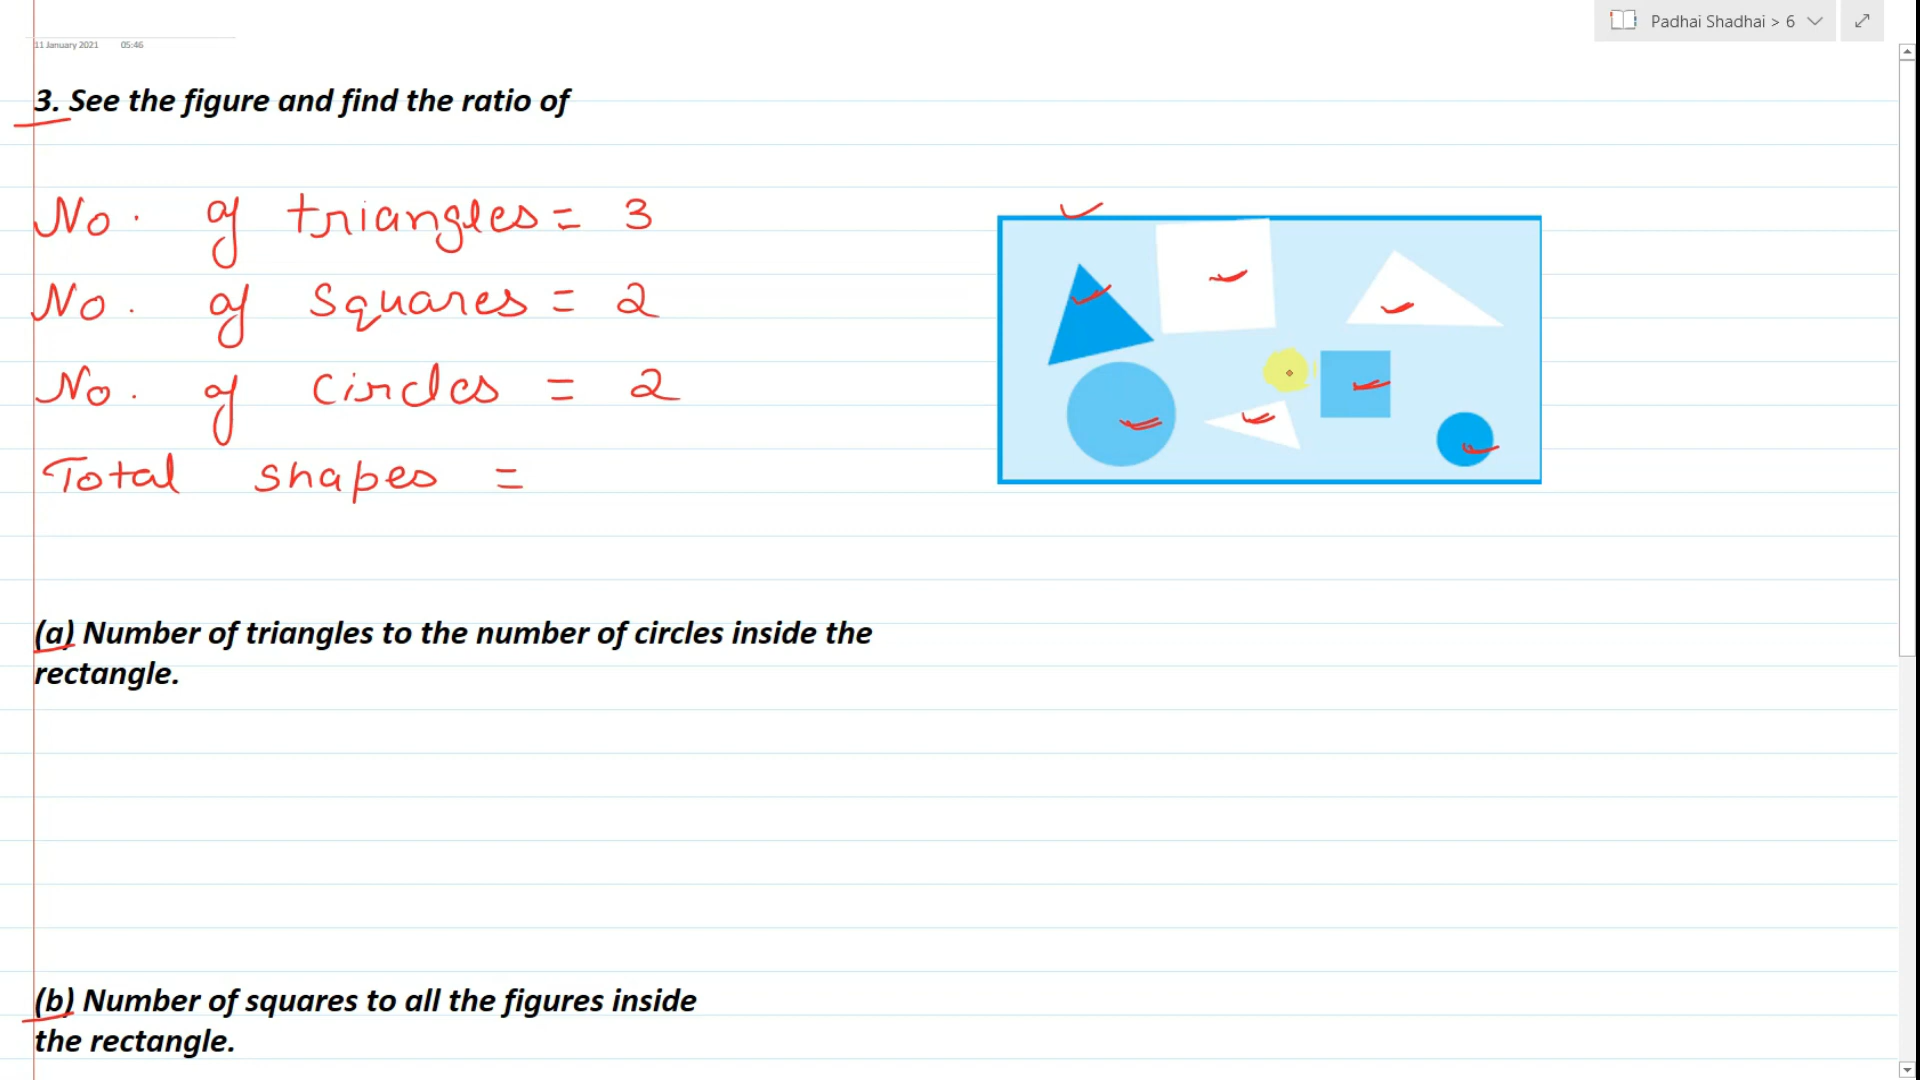 Padhai Shadhai > 6
11 January 2021 05:46
3. See the figure and find the ratio of
No. of triangles = 3
No. of squares = 2
No. of circles = 2
Total shapes =
(a) Number of triangles to the number of circles inside the
rectangle.
(b) Number of squares to all the figures inside
the rectangle.